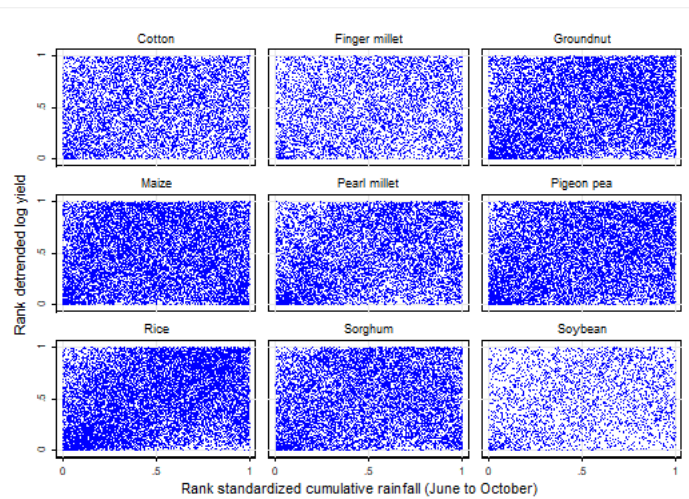 Cotton Finger millet Groundnut
1
.5
0
Maize Pearl millet Pigeon pea
1
.5
0
Rice Sorghum Soybean
1
.5
0
0 .5 1 0 .5 1 0 .5 1
Rank detrended log yield
Rank standardized cumulative rainfall (June to October)